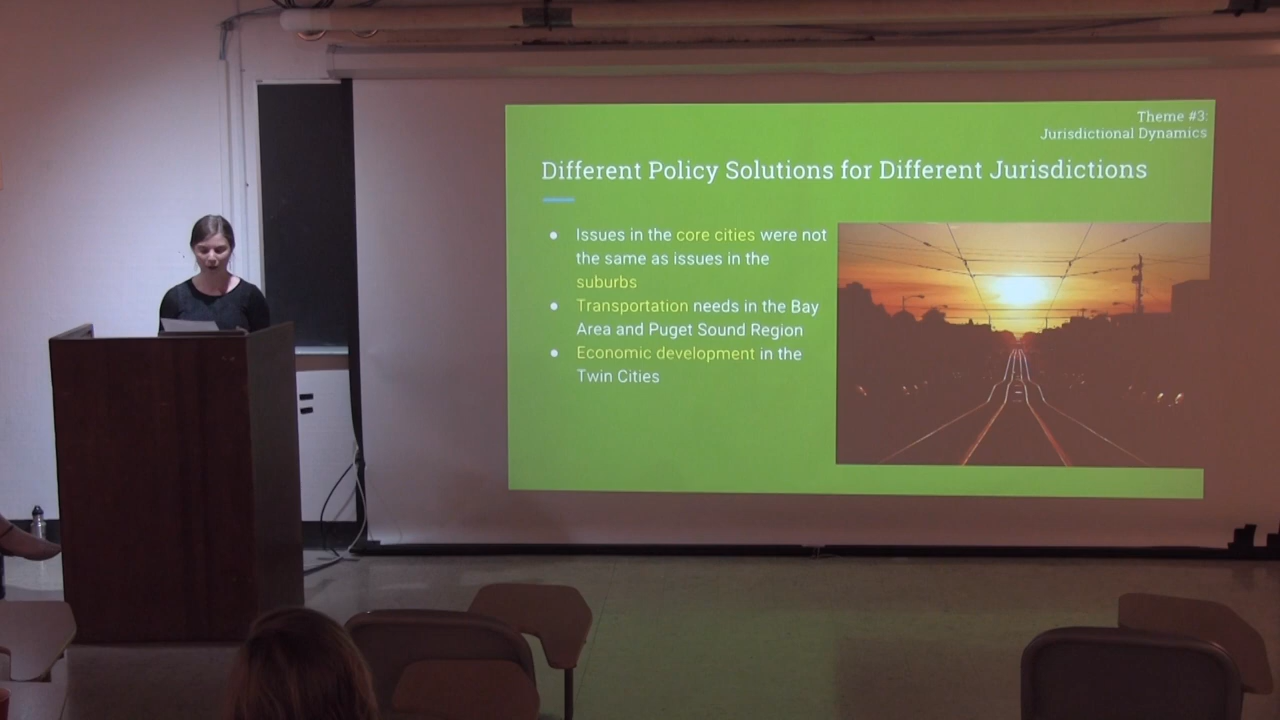 Theme #3:
Jurisdictional Dynamics
Different Policy Solutions for Different Jurisdictions
● Issues in the core cities were not
the same as issues in the
suburbs
● Transportation needs in the Bay
Area and Puget Sound Region
● Economic development in the
Twin Cities